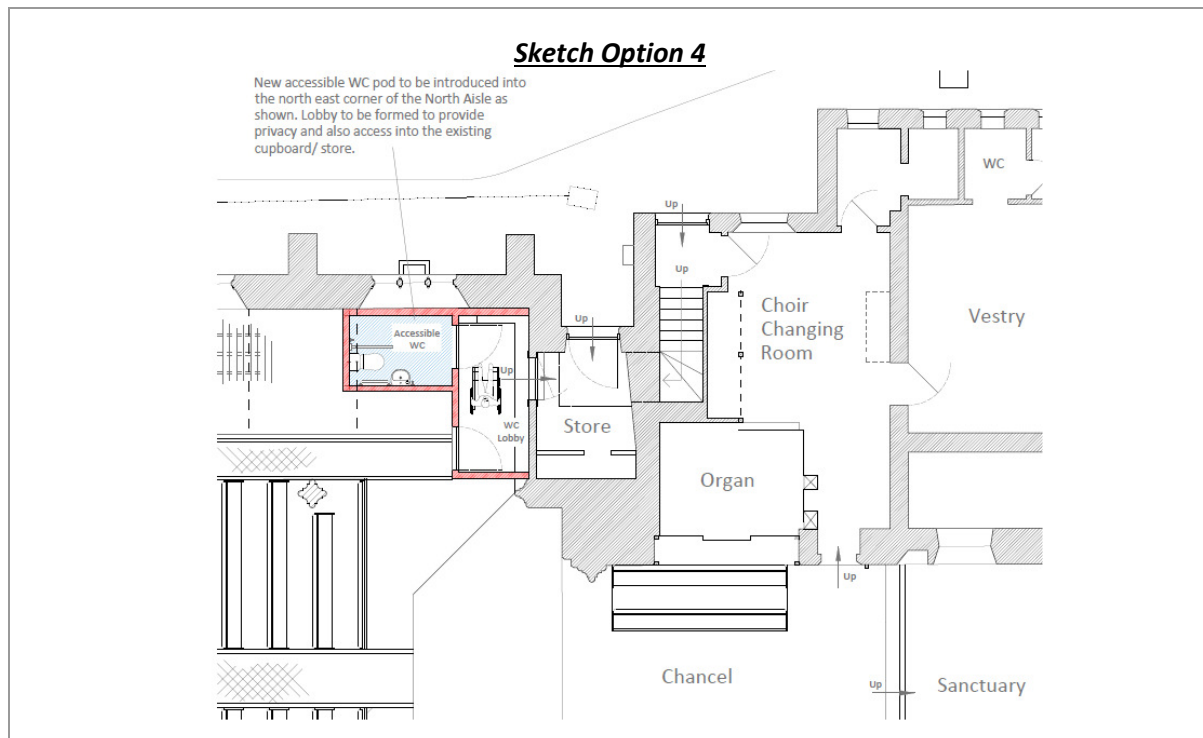 Sketch Option 4
New accessible WC pod to be introduced into
the north east corner of the North Aisle as
shown. Lobby to be formed to provide
privacy and also access into the existing
cupboard/ store.
WC
Up
Up
Choir
Changing
Room
Vestry
Up
Accessible
WC
Up
WC
Lobby
Store
Organ
Up
Chancel
Up
Sanctuary